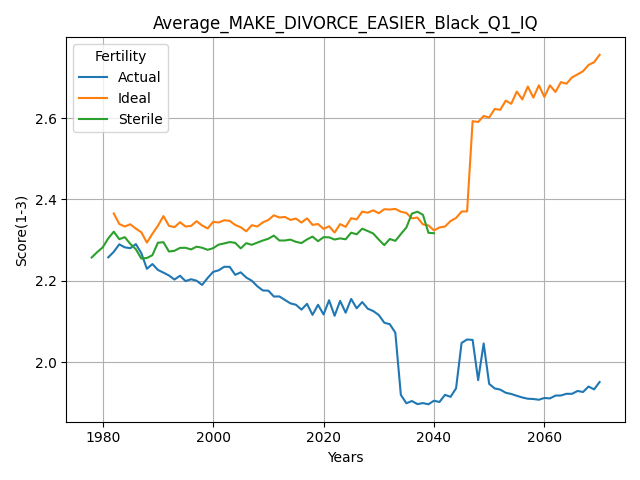 Average_MAKE_DIVORCE_EASIER_Black_Q1_IQ
Fertility
Actual
Ideal
Sterile
Score(1-3)
2.6
2.4
2.2
2.0
1980
2000
2020
2040
2060
Years